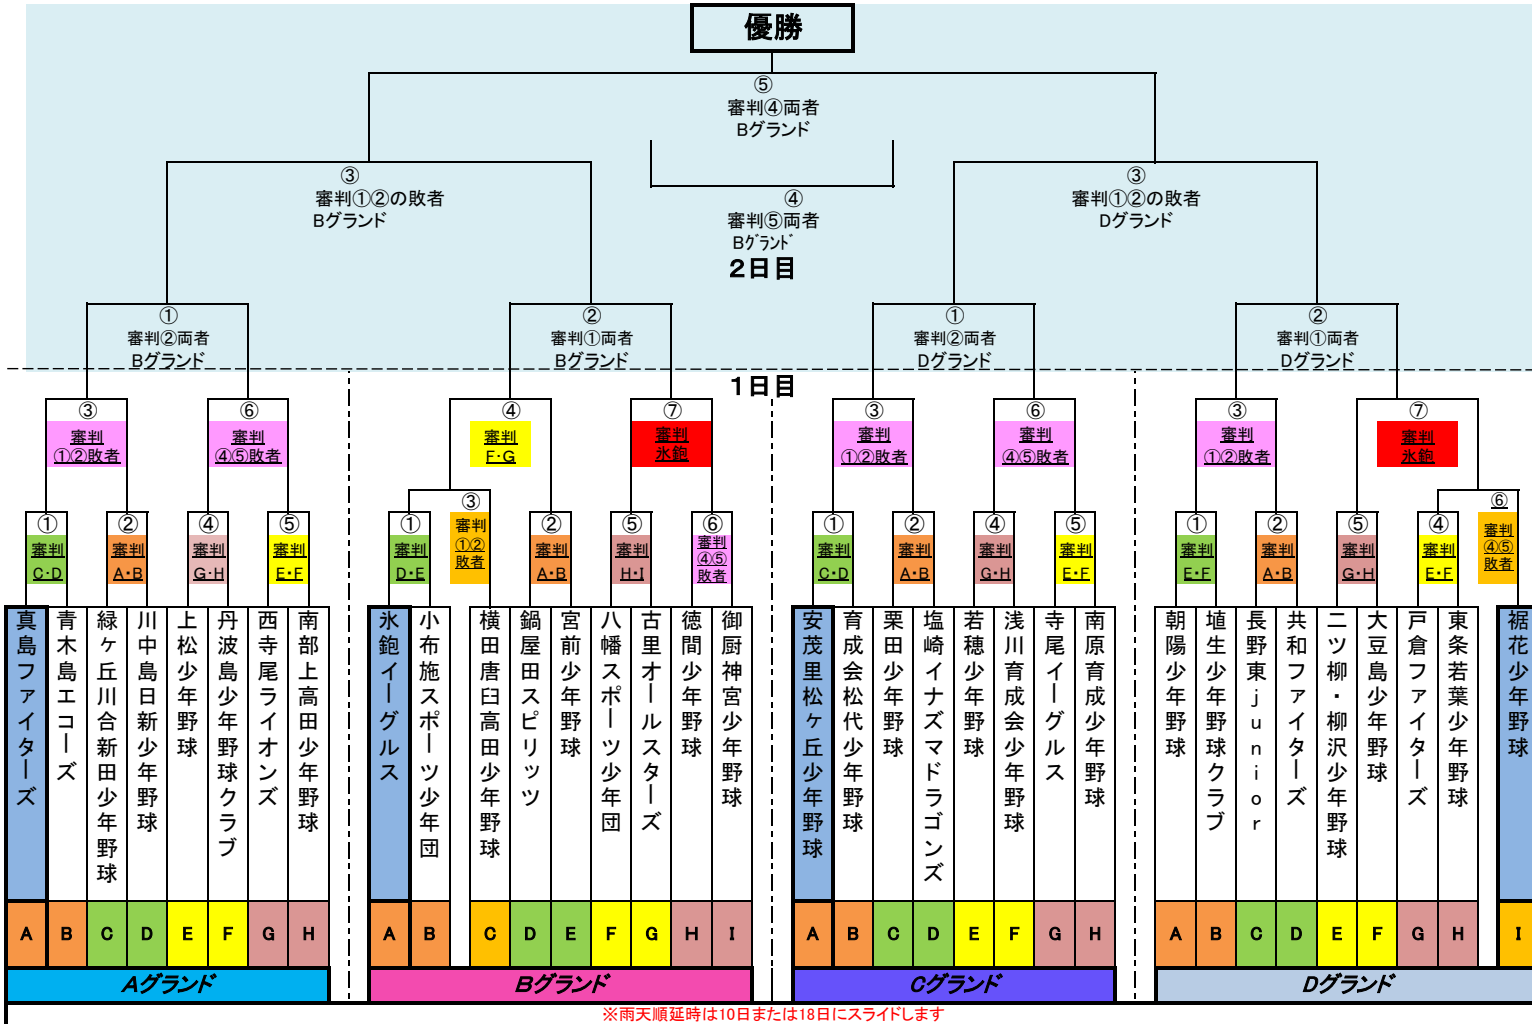 優勝
⑤
審判④両者
Bグランド
③
審判①②の敗者
Bグランド
④
審判⑤両者
Bグランド
③
審判①②の敗者
Dグランド
2日目
①
審判②両者
Bグランド
②
審判①両者
Bグランド
①
審判②両者
Dグランド
②
審判①両者
Dグランド
1日目
③
審判
①②敗者
⑥
審判
④⑤敗者
④
審判
F・G
⑦
審判
氷鉋
③
審判
①②敗者
⑥
審判
④⑤敗者
③
審判
①②敗者
⑦
審判
氷鉋
①
審判
C・D
②
審判
A・B
④
審判
G・H
⑤
審判
E・F
①
審判
D・E
③
審判
①②
敗者
②
審判
A・B
⑤
審判
H・I
⑥
審判
④⑤
敗者
①
審判
C・D
②
審判
A・B
④
審判
G・H
⑤
審判
E・F
①
審判
E・F
②
審判
A・B
⑤
審判
G・H
④
審判
E・F
⑥
審判
④⑤
敗者
真島ファイターズ
青木島エコーズ
緑ヶ丘川合新田少年野球
川中島日新少年野球
上松少年野球
丹波島少年野球クラブ
西寺尾ライオンズ
南部上高田少年野球
氷鉋イーグルス
小布施スポーツ少年団
横田唐臼高田少年野球
鍋屋田スピリッツ
宮前少年野球
八幡スポーツ少年団
古里オールスターズ
徳間少年野球
御厨神宮少年野球
安茂里松ヶ丘少年野球
育成会松代少年野球
栗田少年野球
塩崎イナズマドラゴンズ
若穂少年野球
浅川育成会少年野球
寺尾イーグルス
南原育成少年野球
朝陽少年野球
埴生少年野球クラブ
長野東junior
共和ファイターズ
二ツ柳・柳沢少年野球
大豆島少年野球
戸倉ファイターズ
東条若葉少年野球
裾花少年野球
A B C D E F G H
A B C D E F G H I
A B C D E F G H
A B C D E F G H I
Aグランド
Bグランド
Cグランド
Dグランド
※雨天順延時は10日または18日にスライドします